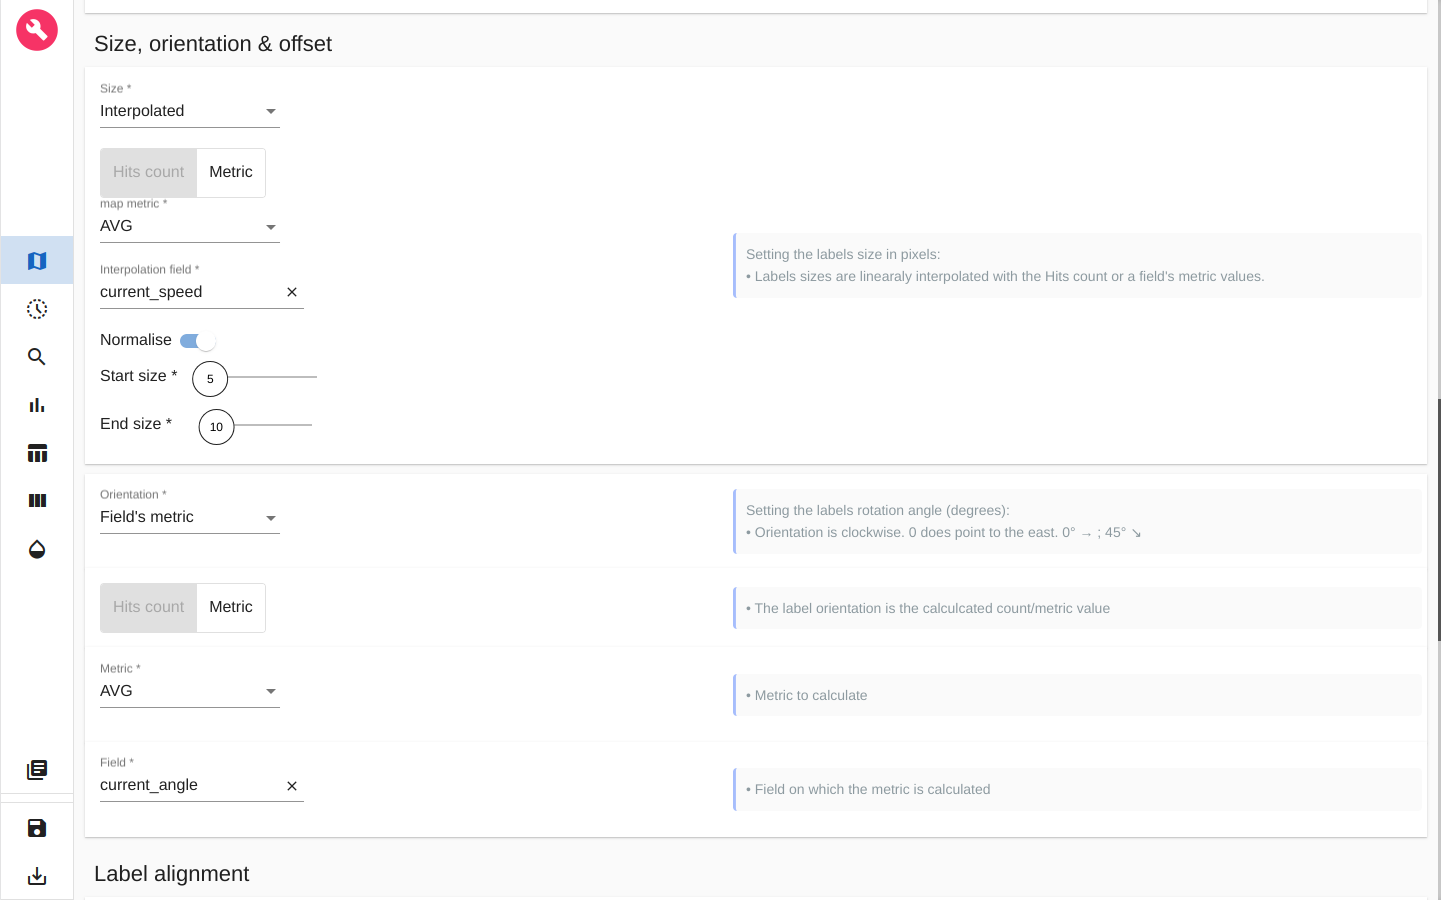 Size, orientation & offset
Size *
Interpolated
Hits count Metric
map metric *
AVG
Interpolation field *
current_speed
Setting the labels size in pixels:
• Labels sizes are linearaly interpolated with the Hits count or a field's metric values.
Normalise
Start size * 5
End size * 10
Orientation *
Field's metric
Setting the labels rotation angle (degrees):
• Orientation is clockwise. 0 does point to the east. 0° → ; 45° ↘
Hits count Metric
• The label orientation is the calculcated count/metric value
Metric *
AVG
• Metric to calculate
Field *
current_angle
• Field on which the metric is calculated
Label alignment